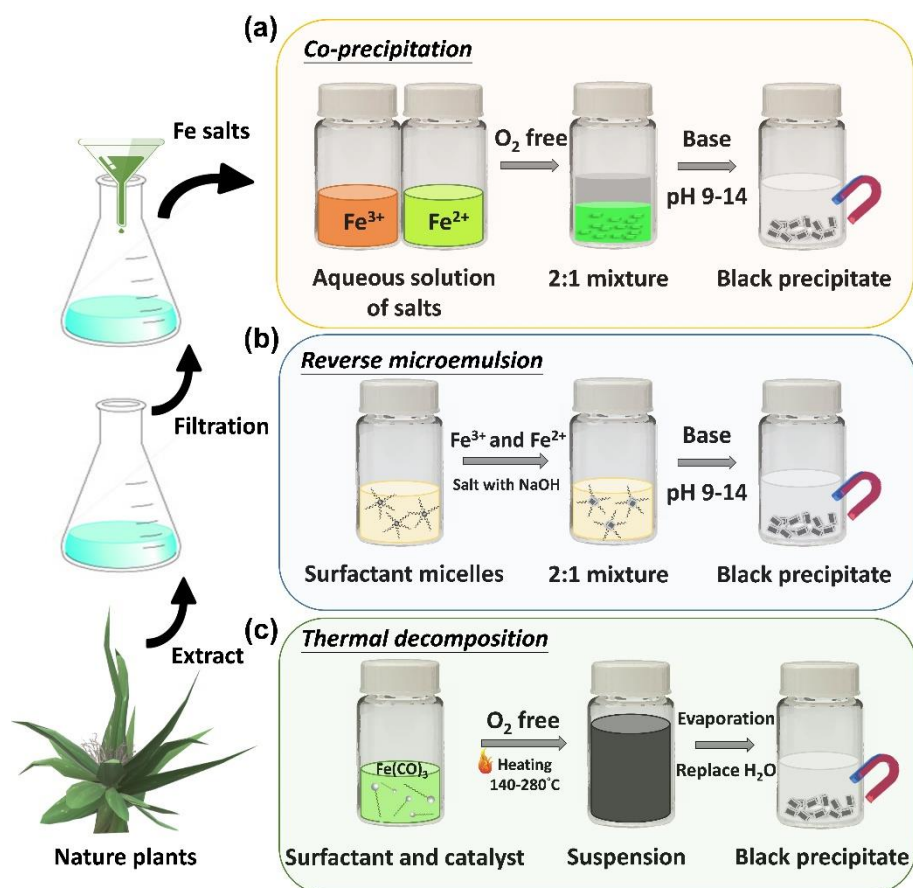 (a)
Co-precipitation
Fe salts
O₂ free
Base
pH 9-14
Fe³⁺
Fe²⁺
Aqueous solution
of salts
2:1 mixture
Black precipitate
(b)
Reverse microemulsion
Filtration
Fe³⁺ and Fe²⁺
Salt with NaOH
Base
pH 9-14
Surfactant micelles
2:1 mixture
Black precipitate
(c)
Thermal decomposition
Extract
O₂ free
Heating
140-280°C
Evaporation
Replace H₂O
Fe(CO)₃
Nature plants
Surfactant and catalyst
Suspension
Black precipitate